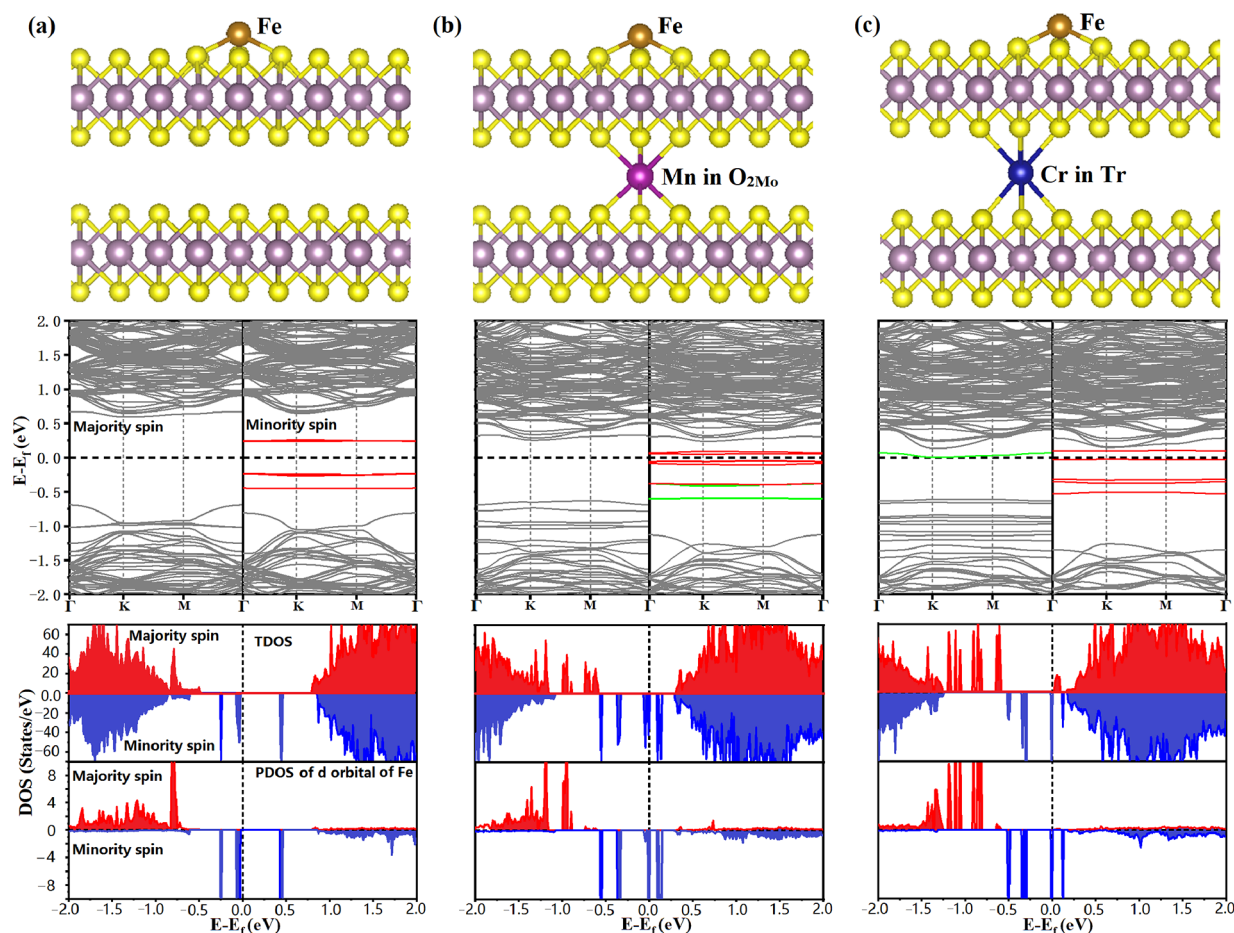 (a) Fe (b) Fe (c) Fe
Mn in O2Mo Cr in Tr
2.0
1.5
1.0
0.5
0.0
−0.5
−1.0
−1.5
−2.0
E-Ef (eV)
Majority spin Minority spin
Γ K M Γ K M Γ Γ K M Γ K M Γ Γ K M Γ K M Γ
60
40
20
0.0
−20
−40
−60
8
4
0
−4
−8
DOS (States/eV)
Majority spin TDOS
Minority spin
Majority spin PDOS of d orbital of Fe
Minority spin
−2.0 −1.5 −1.0 −0.5 0.0 0.5 1.0 1.5 2.0 −1.5 −1.0 −0.5 0.0 0.5 1.0 1.5 2.0 −1.5 −1.0 −0.5 0.0 0.5 1.0 1.5 2.0
E-Ef (eV) E-Ef (eV) E-Ef (eV)